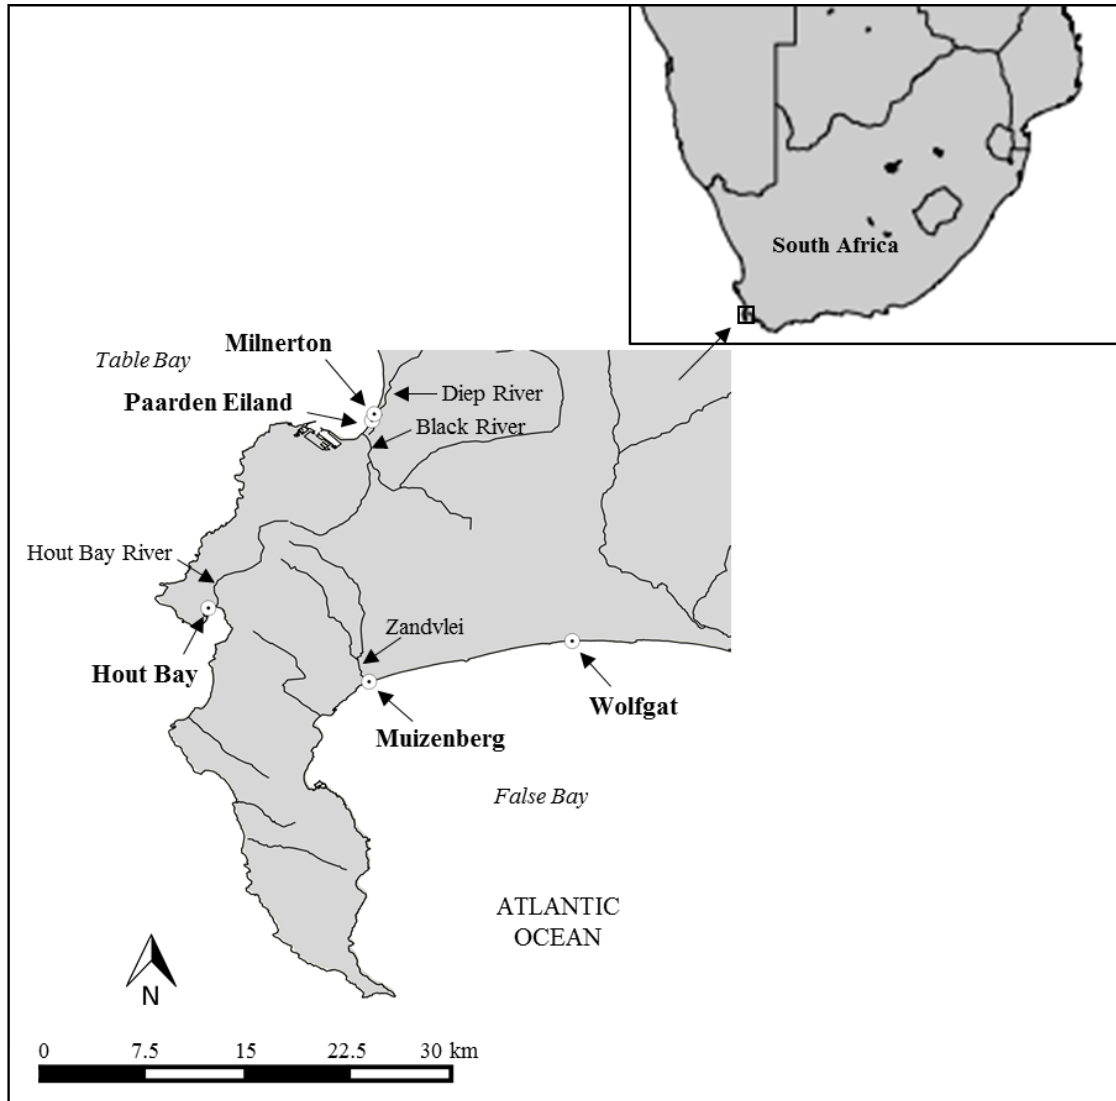 South Africa
Milnerton
Table Bay
Diep River
Paarden Eiland
Black River
Hout Bay River
Zandvlei
Hout Bay
Wolfgat
Muizenberg
False Bay
ATLANTIC
OCEAN
N
0 7.5 15 22.5 30 km